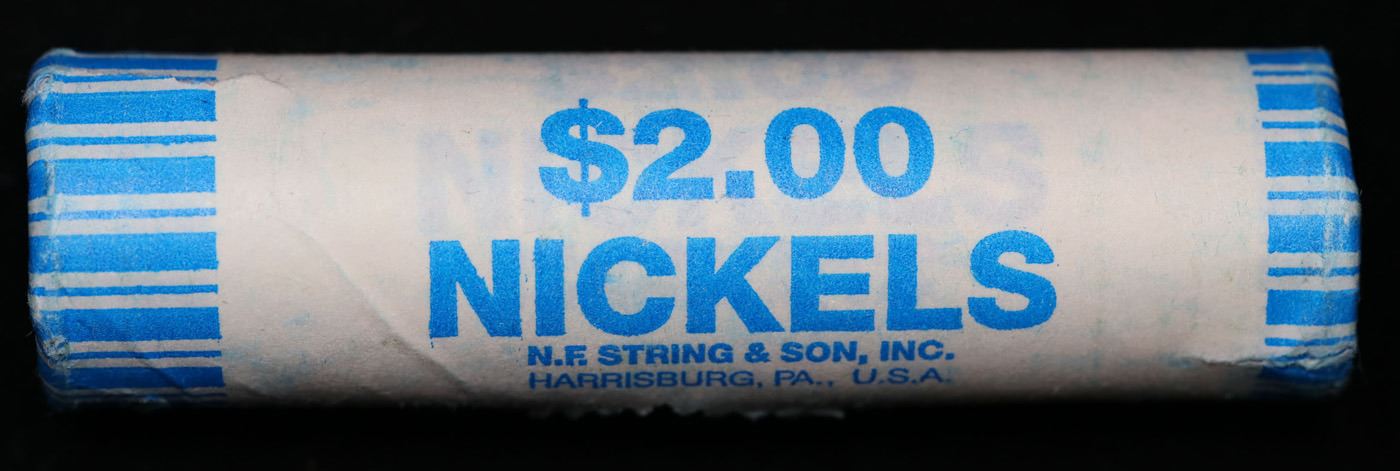 $2.00
NICKELS
N.F. STRING & SON, INC.
HARRISBURG, PA., U.S.A.